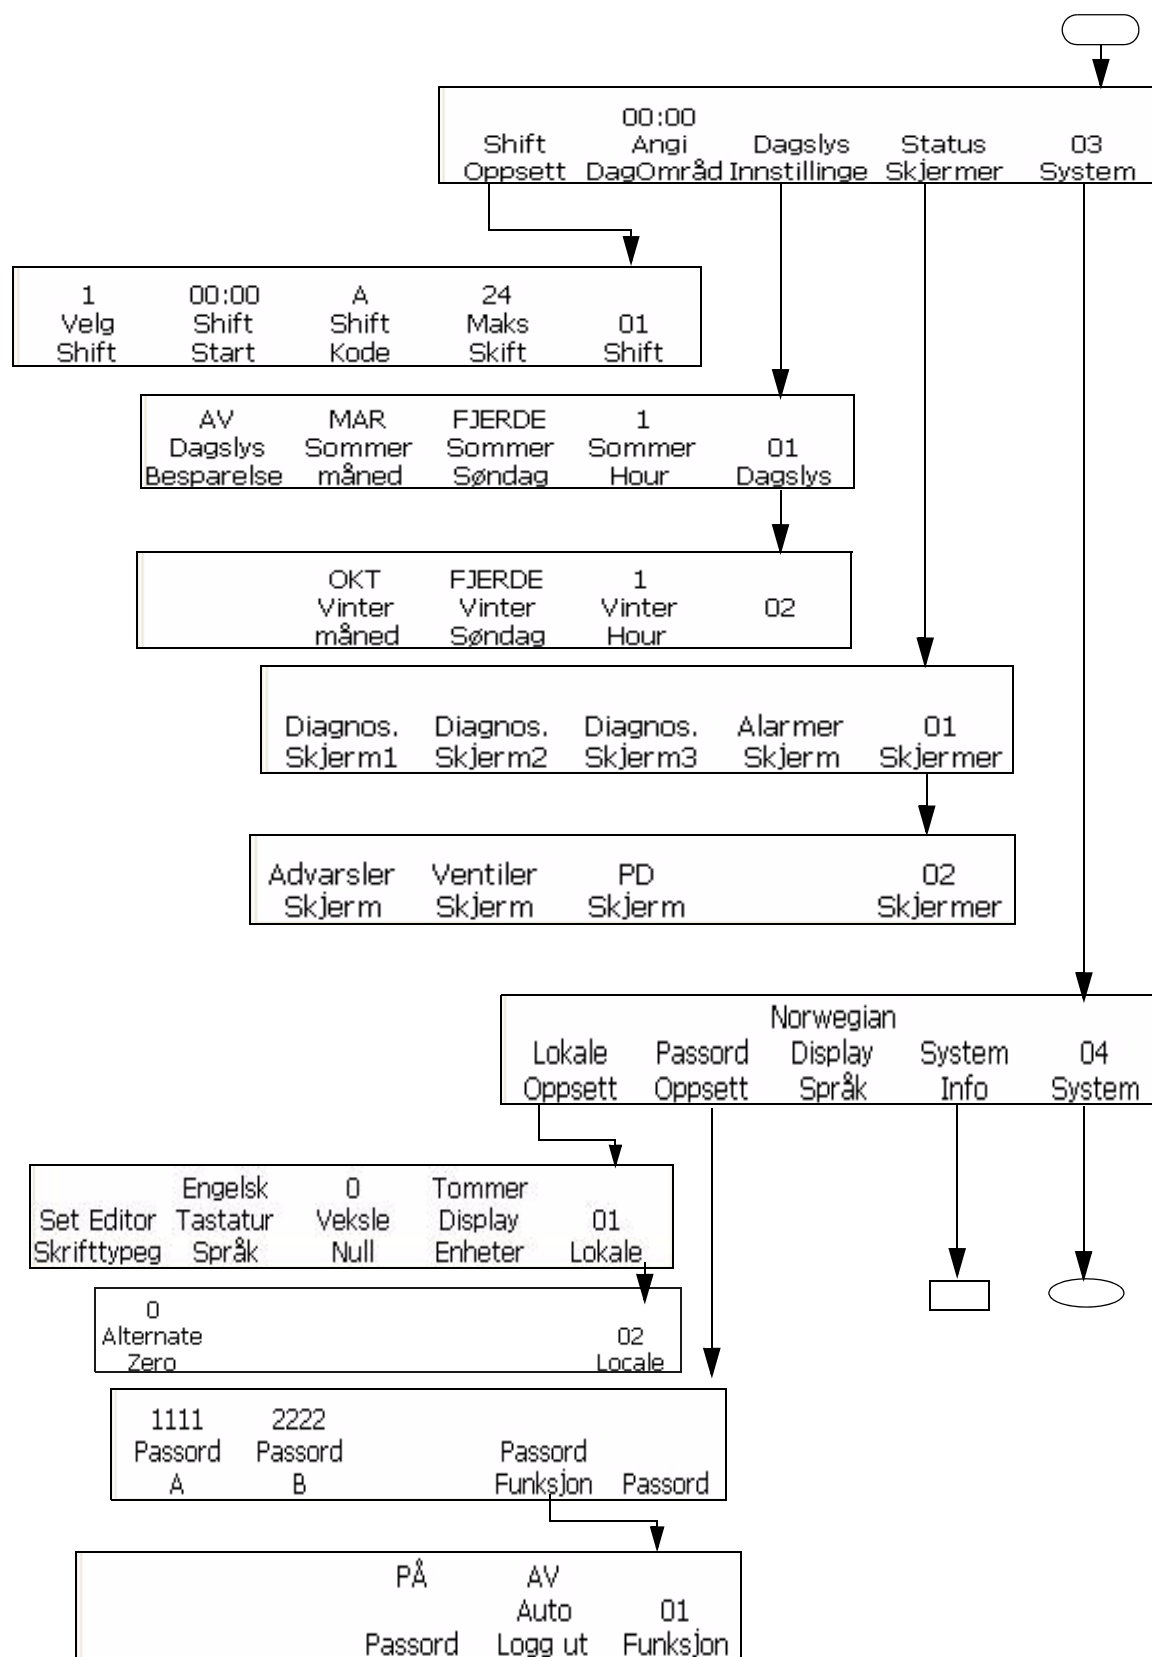 00:00
Shift Angi Dagslys Status 03
Oppsett DagOmråd Innstillinge Skjermer System
1 00:00 A 24
Velg Shift Shift Maks 01
Shift Start Kode Skift Shift
AV MAR FJERDE 1
Dagslys Sommer Sommer Sommer 01
Besparelse måned Søndag Hour Dagslys
OKT FJERDE 1
Vinter Vinter Vinter 02
måned Søndag Hour
Diagnos. Diagnos. Diagnos. Alarmer 01
Skjerm1 Skjerm2 Skjerm3 Skjerm Skjermer
Advarsler Ventiler PD 02
Skjerm Skjerm Skjerm Skjermer
Norwegian
Lokale Passord Display System 04
Oppsett Oppsett Språk Info System
Engelsk 0 Tommer
Set Editor Tastatur Veksle Display 01
Skrifttypeg Språk Null Enheter Lokale
0
Alternate 02
Zero Locale
1111 2222
Passord Passord Passord
A B Funksjon Passord
PÅ AV
Auto 01
Passord Logg ut Funksjon